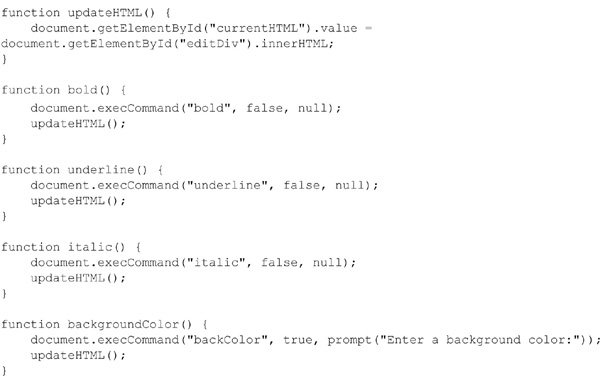 function updateHTML() {
    document.getElementById("currentHTML").value =
document.getElementById("editDiv").innerHTML;
}

function bold() {
    document.execCommand("bold", false, null);
    updateHTML();
}

function underline() {
    document.execCommand("underline", false, null);
    updateHTML();
}

function italic() {
    document.execCommand("italic", false, null);
    updateHTML();
}

function backgroundColor() {
    document.execCommand("backColor", true, prompt("Enter a background color:"));
    updateHTML();
}